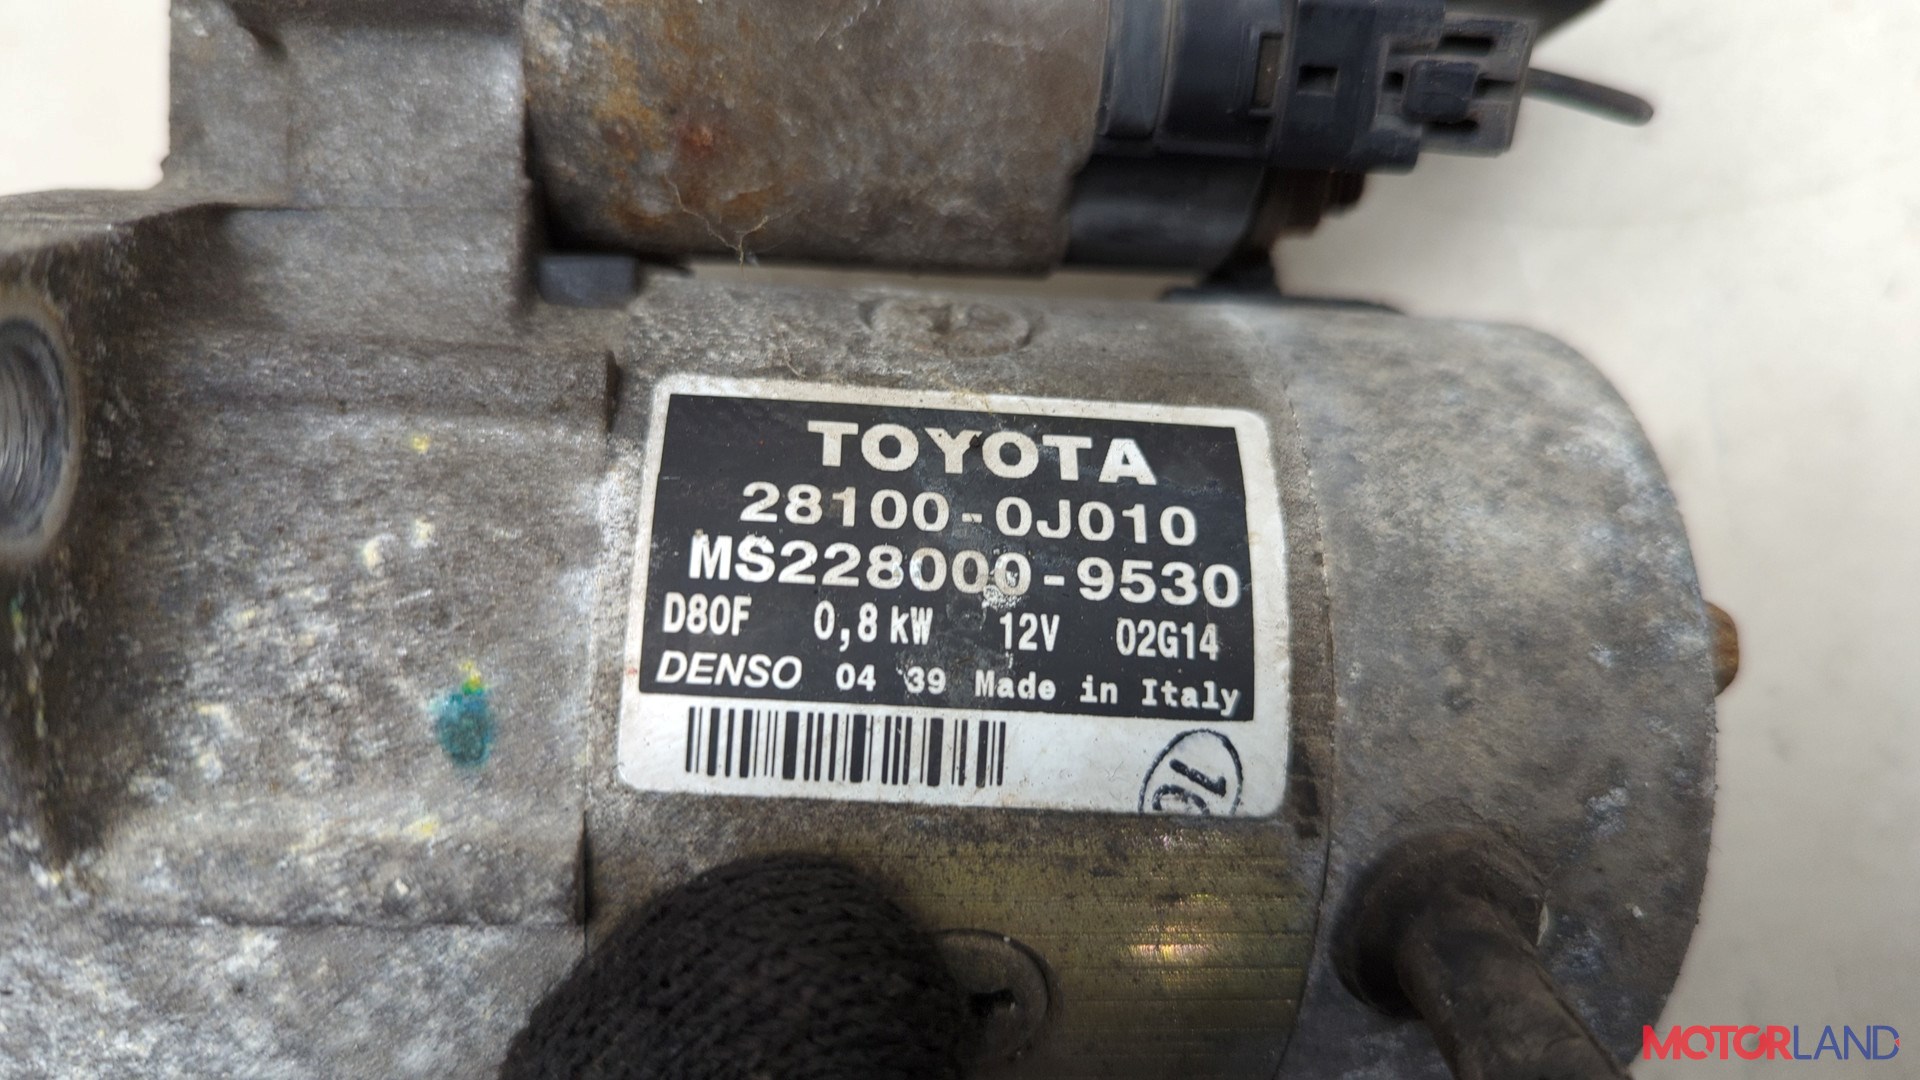 TOYOTA
28100-0J010
MS228000-9530
D80F 0,8 kW 12V 02G14
DENSO 04 39 Made in Italy
MOTORLAND